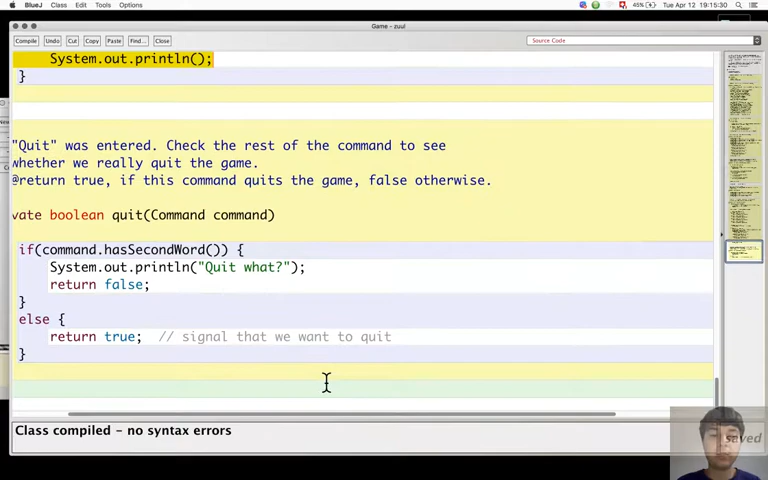 BlueJ Class Edit Tools Options 45% Tue Apr 12 19:15:30
Game - zuul
Compile Undo Cut Copy Paste Find... Close Source Code
System.out.println();
}
"Quit" was entered. Check the rest of the command to see
whether we really quit the game.
@return true, if this command quits the game, false otherwise.
vate boolean quit(Command command)
if(command.hasSecondWord()) {
System.out.println("Quit what?");
return false;
}
else {
return true; // signal that we want to quit
}
Class compiled - no syntax errors
saved